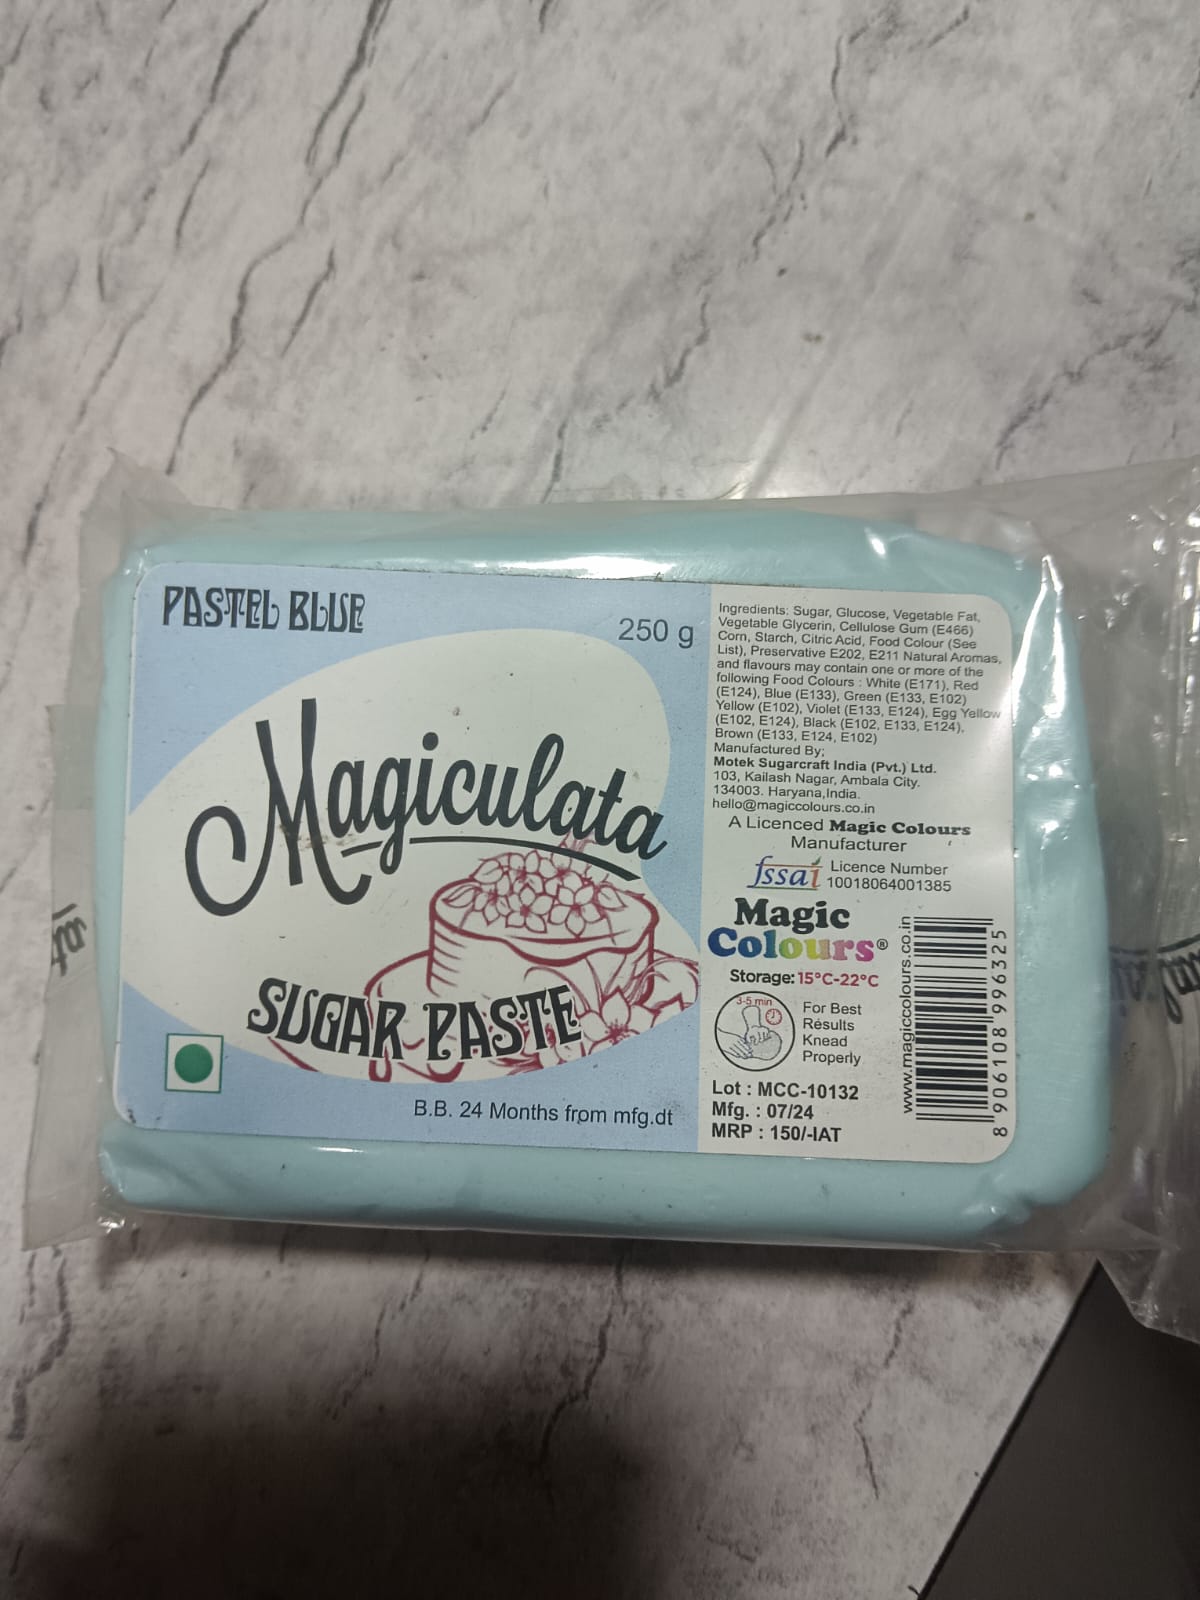 PASTEL BLUE
250 g
Magiculata
SUGAR PASTE
B.B. 24 Months from mfg.dt
Ingredients: Sugar, Glucose, Vegetable Fat,
Vegetable Glycerin, Cellulose Gum (E466)
Corn, Starch, Citric Acid, Food Colour (See
List), Preservative E202, E211 Natural Aromas,
and flavours may contain one or more of the
following Food Colours : White (E171), Red
(E124), Blue (E133), Green (E133, E102)
Yellow (E102), Violet (E133, E124), Egg Yellow
(E102, E124), Black (E102, E133, E124),
Brown (E133, E124, E102)
Manufactured By;
Motek Sugarcraft India (Pvt.) Ltd.
103, Kailash Nagar, Ambala City.
134003. Haryana,India.
hello@magiccolours.co.in
A Licenced Magic Colours
Manufacturer
fssai Licence Number
10018064001385
Magic
Colours®
Storage: 15°C-22°C
3-5 min
For Best
Results
Knead
Properly
Lot : MCC-10132
Mfg. : 07/24
MRP : 150/-IAT
www.magiccolours.co.in
8 906108 996325